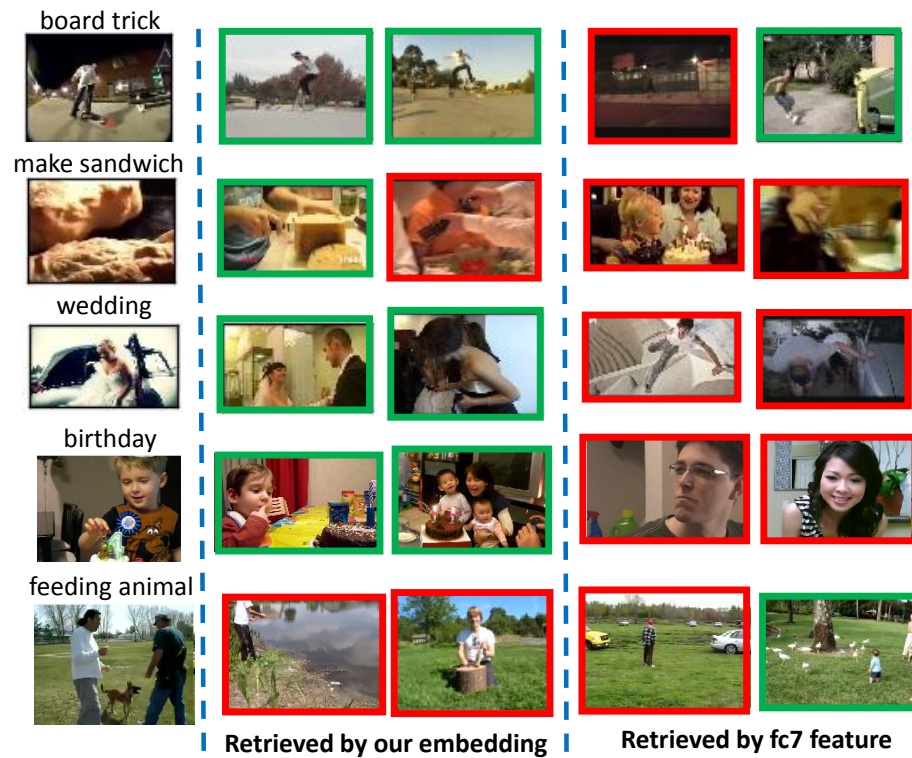 board trick
make sandwich
wedding
birthday
feeding animal
Retrieved by our embedding
Retrieved by fc7 feature